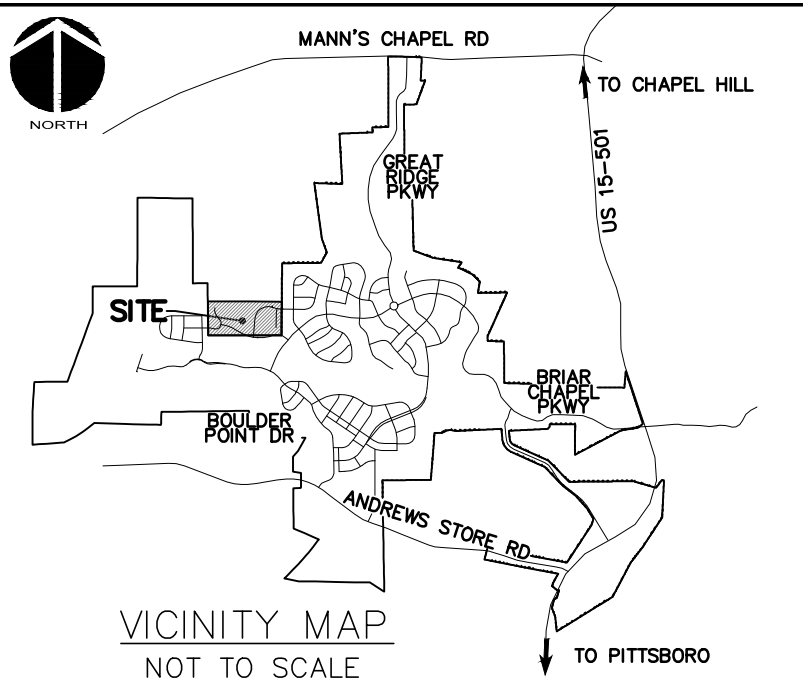 MANN'S CHAPEL RD
TO CHAPEL HILL
NORTH
GREAT
RIDGE
PKWY
US 15-501
SITE
BRIAR
CHAPEL
PKWY
BOULDER
POINT DR
ANDREWS STORE RD
VICINITY MAP
NOT TO SCALE
TO PITTSBORO